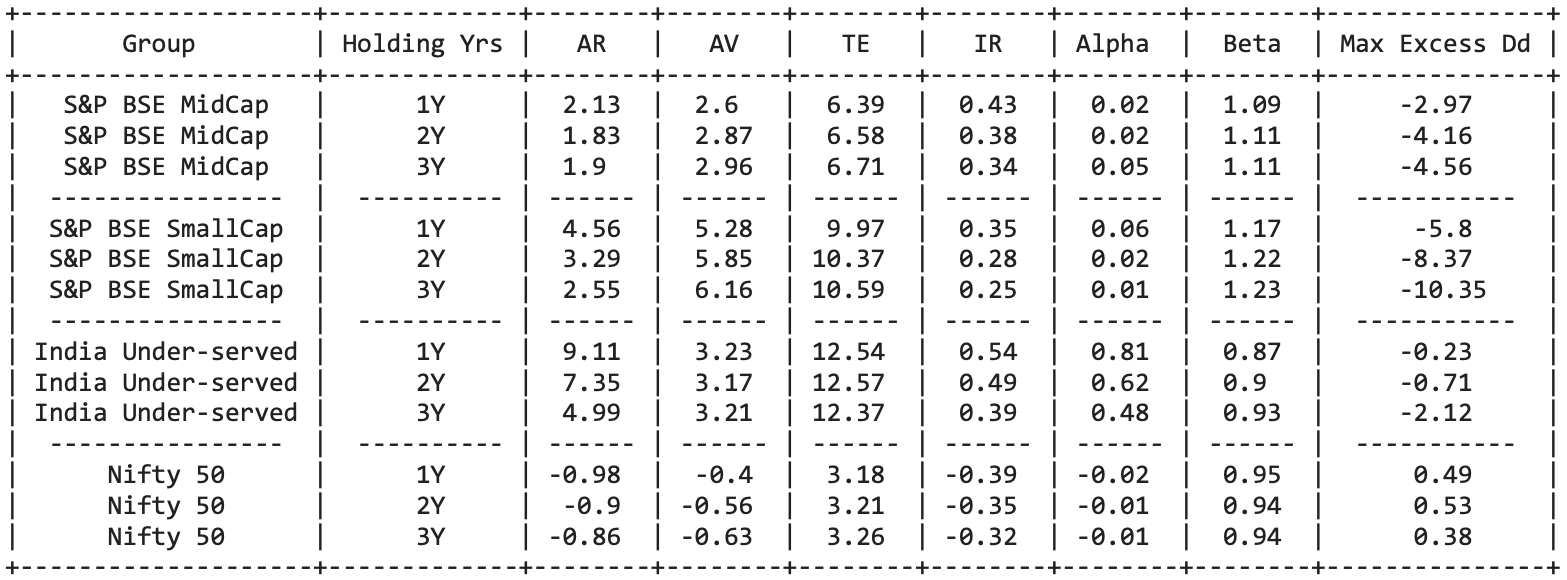 +--------------------+-------------+--------+--------+--------+--------+--------+--------+---------------+
|       Group        | Holding Yrs |   AR   |   AV   |   TE   |   IR   | Alpha  |  Beta  | Max Excess Dd |
+--------------------+-------------+--------+--------+--------+--------+--------+--------+---------------+
|   S&P BSE MidCap   |     1Y      |  2.13  |  2.6   |  6.39  |  0.43  |  0.02  |  1.09  |     -2.97     |
|   S&P BSE MidCap   |     2Y      |  1.83  |  2.87  |  6.58  |  0.38  |  0.02  |  1.11  |     -4.16     |
|   S&P BSE MidCap   |     3Y      |  1.9   |  2.96  |  6.71  |  0.34  |  0.05  |  1.11  |     -4.56     |
|  ----------------  |  ---------- | ------ | ------ | ------ | ------ | ------ | ------ |  -----------  |
|  S&P BSE SmallCap  |     1Y      |  4.56  |  5.28  |  9.97  |  0.35  |  0.06  |  1.17  |      -5.8     |
|  S&P BSE SmallCap  |     2Y      |  3.29  |  5.85  | 10.37  |  0.28  |  0.02  |  1.22  |     -8.37     |
|  S&P BSE SmallCap  |     3Y      |  2.55  |  6.16  | 10.59  |  0.25  |  0.01  |  1.23  |     -10.35    |
|  ----------------  |  ---------- | ------ | ------ | ------ | ------ | ------ | ------ |  -----------  |
| India Under-served |     1Y      |  9.11  |  3.23  | 12.54  |  0.54  |  0.81  |  0.87  |     -0.23     |
| India Under-served |     2Y      |  7.35  |  3.17  | 12.57  |  0.49  |  0.62  |  0.9   |     -0.71     |
| India Under-served |     3Y      |  4.99  |  3.21  | 12.37  |  0.39  |  0.48  |  0.93  |     -2.12     |
|  ----------------  |  ---------- | ------ | ------ | ------ | ------ | ------ | ------ |  -----------  |
|      Nifty 50      |     1Y      | -0.98  |  -0.4  |  3.18  | -0.39  | -0.02  |  0.95  |      0.49     |
|      Nifty 50      |     2Y      |  -0.9  | -0.56  |  3.21  | -0.35  | -0.01  |  0.94  |      0.53     |
|      Nifty 50      |     3Y      | -0.86  | -0.63  |  3.26  | -0.32  | -0.01  |  0.94  |      0.38     |
+--------------------+-------------+--------+--------+--------+--------+--------+--------+---------------+